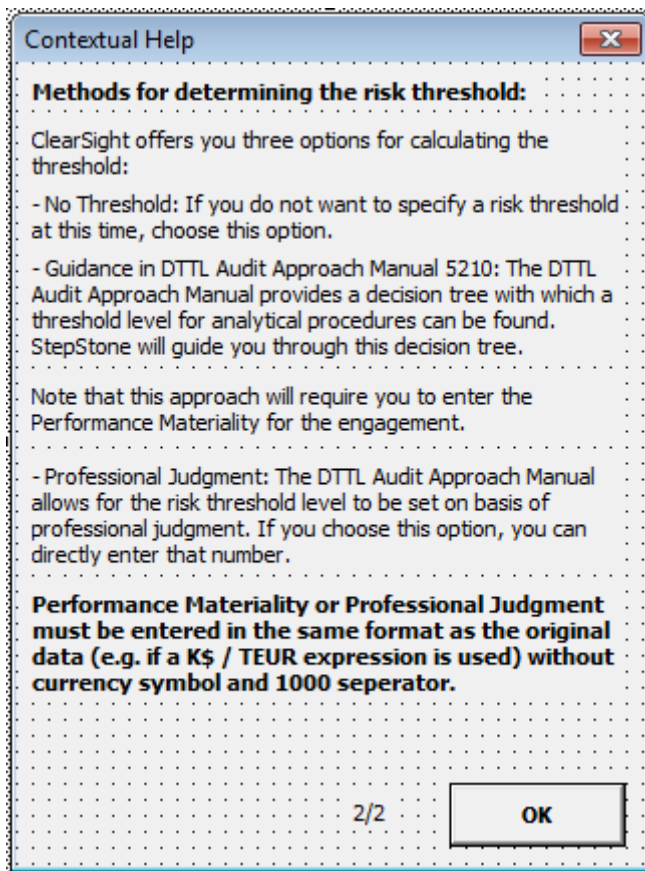 Contextual Help
Methods for determining the risk threshold:
ClearSight offers you three options for calculating the
threshold:
- No Threshold: If you do not want to specify a risk threshold
at this time, choose this option.
- Guidance in DTTL Audit Approach Manual 5210: The DTTL
Audit Approach Manual provides a decision tree with which a
threshold level for analytical procedures can be found.
StepStone will guide you through this decision tree.
Note that this approach will require you to enter the
Performance Materiality for the engagement.
- Professional Judgment: The DTTL Audit Approach Manual
allows for the risk threshold level to be set on basis of
professional judgment. If you choose this option, you can
directly enter that number.
Performance Materiality or Professional Judgment
must be entered in the same format as the original
data (e.g. if a K$ / TEUR expression is used) without
currency symbol and 1000 seperator.
2/2
OK